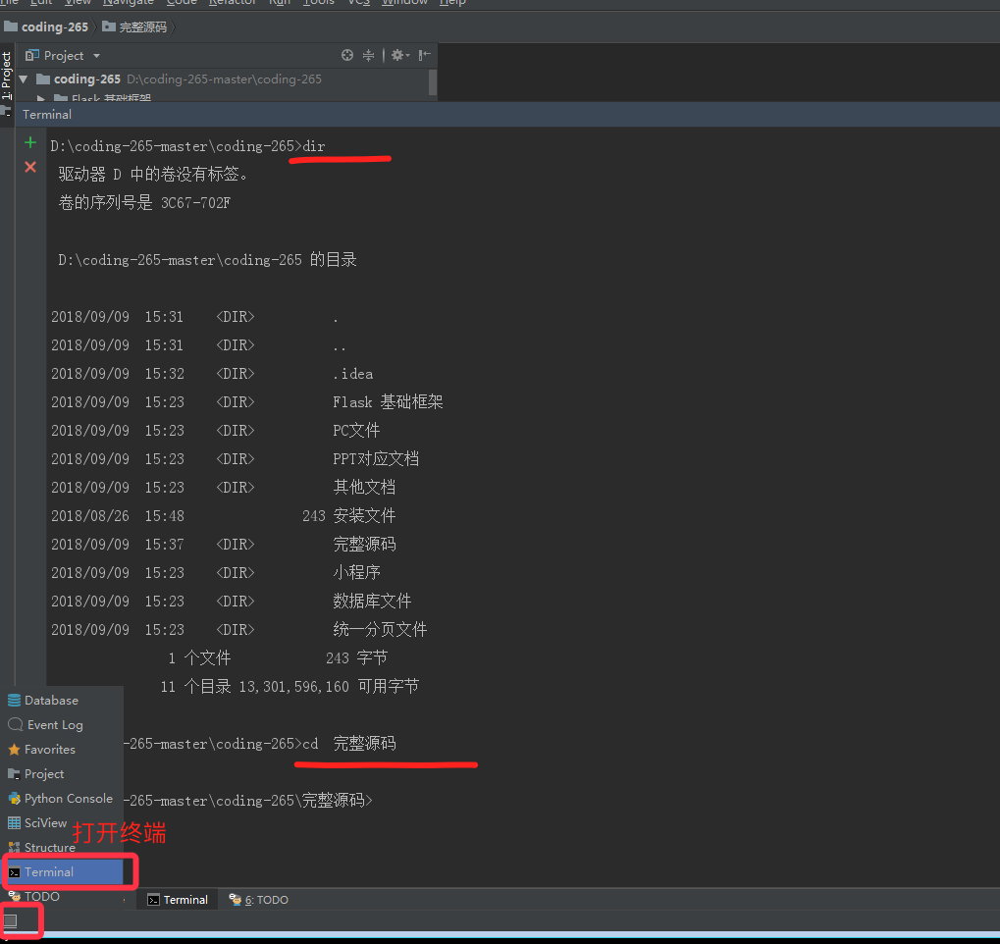 File Edit View Navigate Code Refactor Run Tools VCS Window Help
coding-265 完整源码
1: Project
Project
coding-265 D:\coding-265-master\coding-265
Flask 基础框架
Terminal
D:\coding-265-master\coding-265>dir
驱动器 D 中的卷没有标签。
卷的序列号是 3C67-702F
D:\coding-265-master\coding-265 的目录
2018/09/09 15:31 <DIR> .
2018/09/09 15:31 <DIR> ..
2018/09/09 15:32 <DIR> .idea
2018/09/09 15:23 <DIR> Flask 基础框架
2018/09/09 15:23 <DIR> PC文件
2018/09/09 15:23 <DIR> PPT对应文档
2018/09/09 15:23 <DIR> 其他文档
2018/08/26 15:48 243 安装文件
2018/09/09 15:37 <DIR> 完整源码
2018/09/09 15:23 <DIR> 小程序
2018/09/09 15:23 <DIR> 数据库文件
2018/09/09 15:23 <DIR> 统一分页文件
1 个文件 243 字节
11 个目录 13,301,596,160 可用字节
-265-master\coding-265>cd 完整源码
-265-master\coding-265\完整源码>
Database
Event Log
Favorites
Project
Python Console
SciView
打开终端
Structure
Terminal
TODO
Terminal 6: TODO